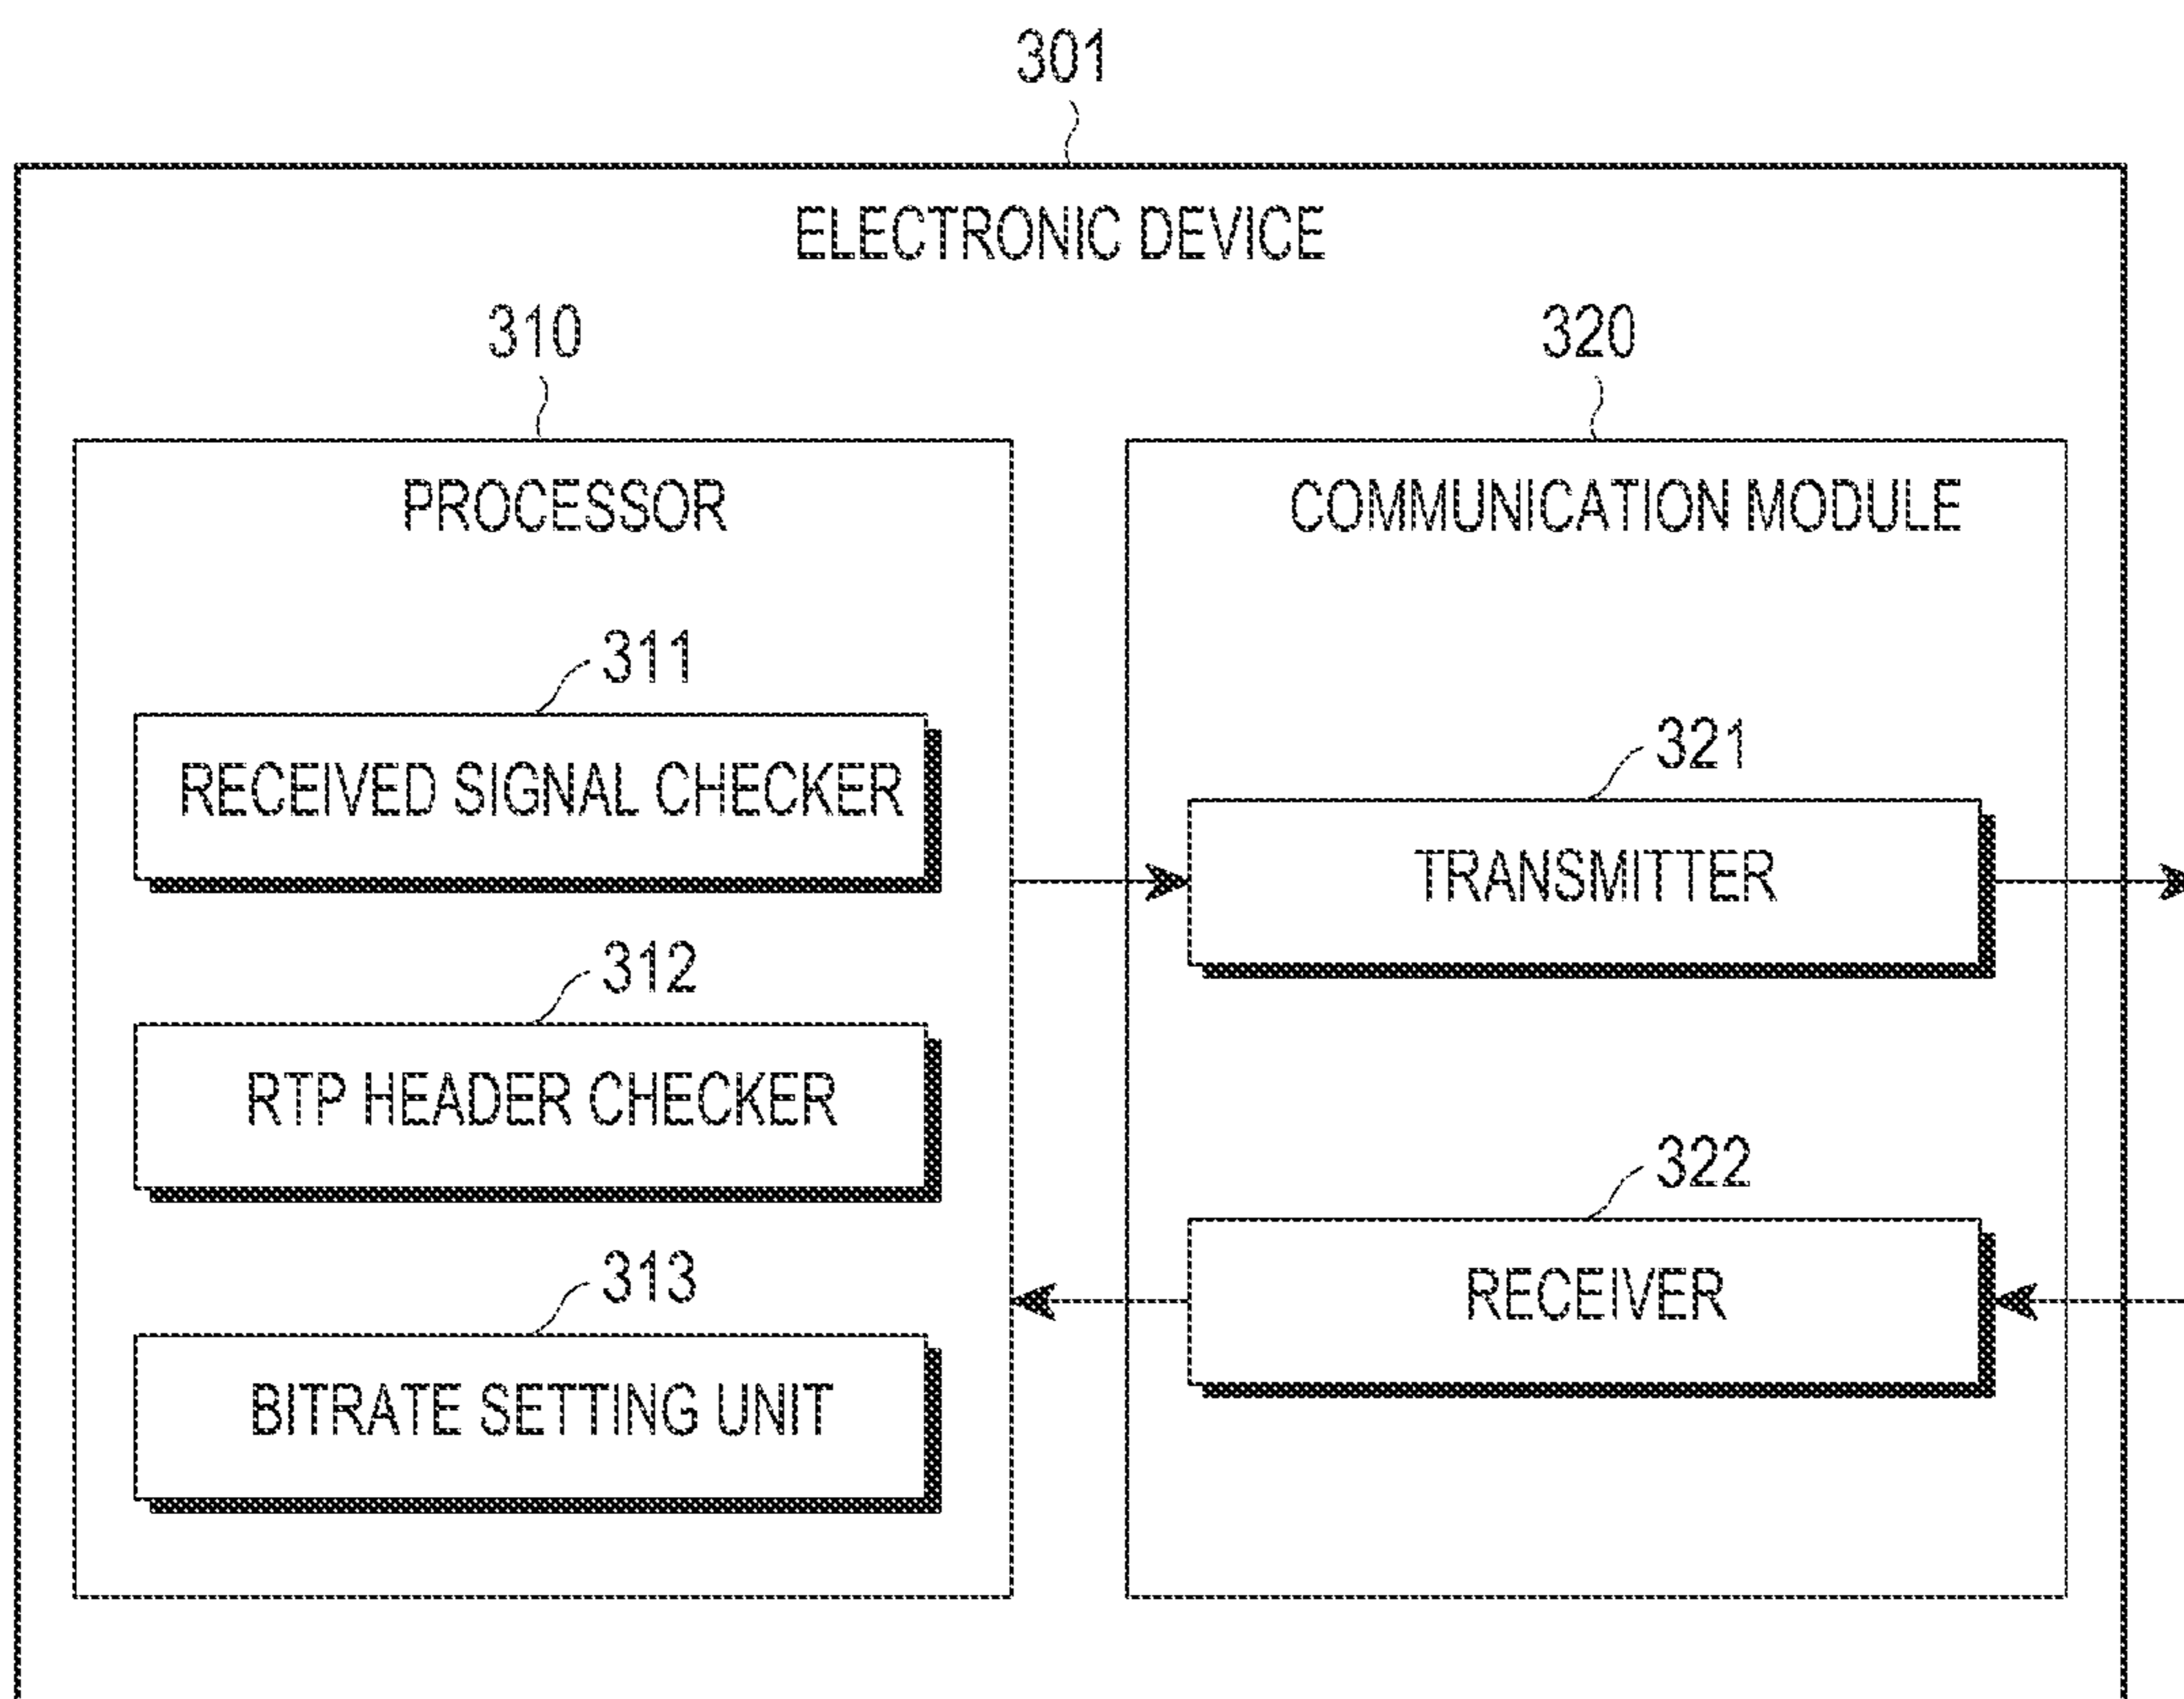 301
ELECTRONIC DEVICE
310
320
PROCESSOR
COMMUNICATION MODULE
311
RECEIVED SIGNAL CHECKER
321
TRANSMITTER
312
RTP HEADER CHECKER
322
RECEIVER
313
BITRATE SETTING UNIT